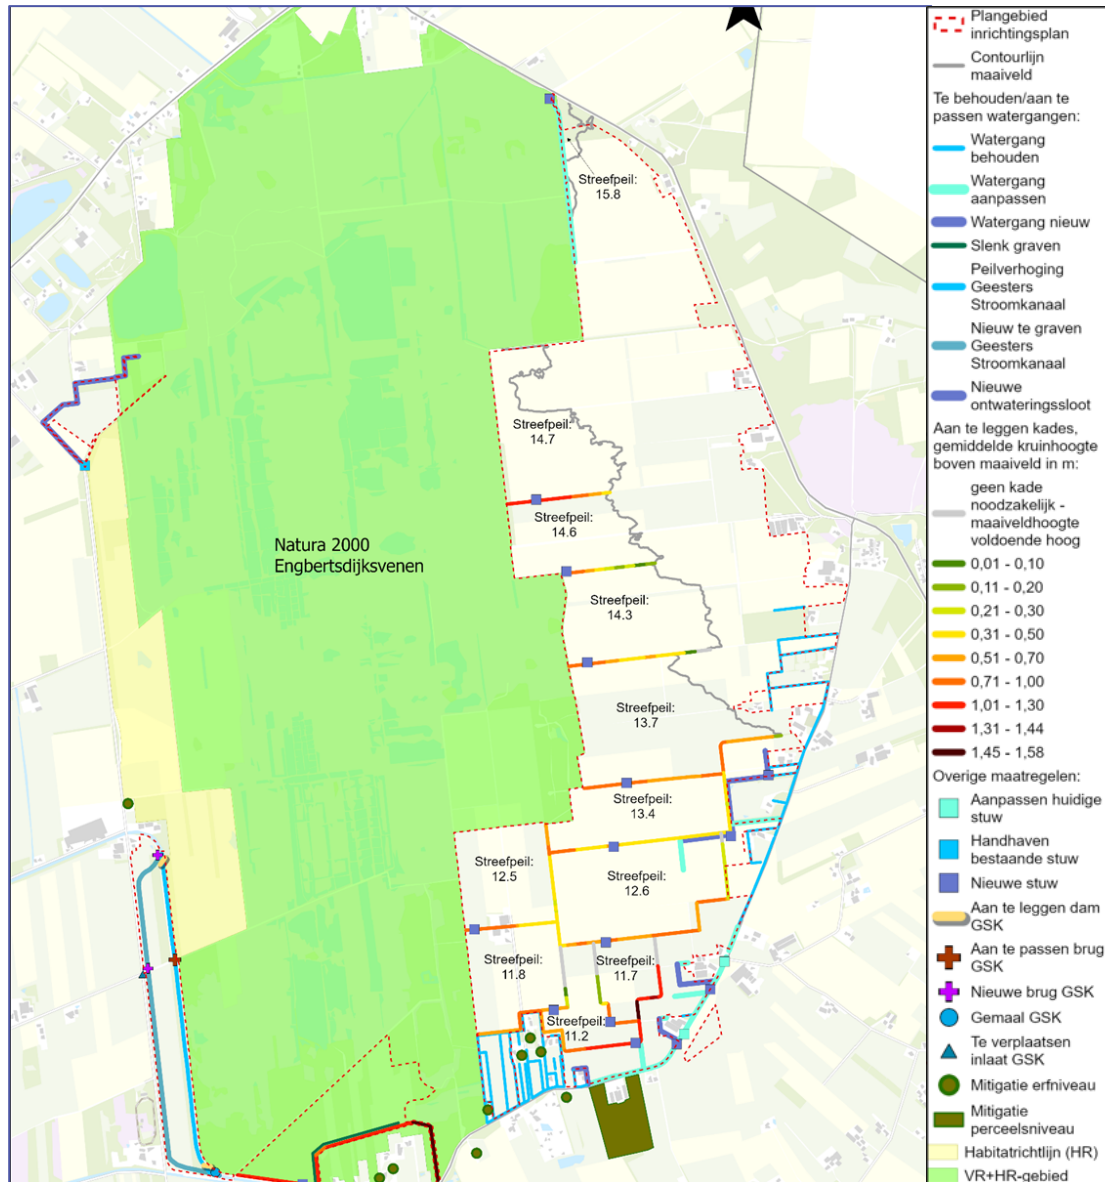 Streefpeil:
15.8
Streefpeil:
14.7
Streefpeil:
14.6
Natura 2000
Engbertsdijksvenen
Streefpeil:
14.3
Streefpeil:
13.7
Streefpeil:
13.4
Streefpeil:
12.5
Streefpeil:
12.6
Streefpeil:
11.8
Streefpeil:
11.7
Streefpeil:
11.2
Plangebied
inrichtingsplan
Contourlijn
maaiveld
Te behouden/aan te
passen watergangen:
Watergang
behouden
Watergang
aanpassen
Watergang nieuw
Slenk graven
Peilverhoging
Geesters
Stroomkanaal
Nieuw te graven
Geesters
Stroomkanaal
Nieuwe
ontwateringssloot
Aan te leggen kades,
gemiddelde kruinhoogte
boven maaiveld in m:
geen kade
noodzakelijk -
maaiveldhoogte
voldoende hoog
0,01 - 0,10
0,11 - 0,20
0,21 - 0,30
0,31 - 0,50
0,51 - 0,70
0,71 - 1,00
1,01 - 1,30
1,31 - 1,44
1,45 - 1,58
Overige maatregelen:
Aanpassen huidige
stuw
Handhaven
bestaande stuw
Nieuwe stuw
Aan te leggen dam
GSK
Aan te passen brug
GSK
Nieuwe brug GSK
Gemaal GSK
Te verplaatsen
inlaat GSK
Mitigatie erfniveau
Mitigatie
perceelsniveau
Habitatrichtlijn (HR)
VR+HR-gebied